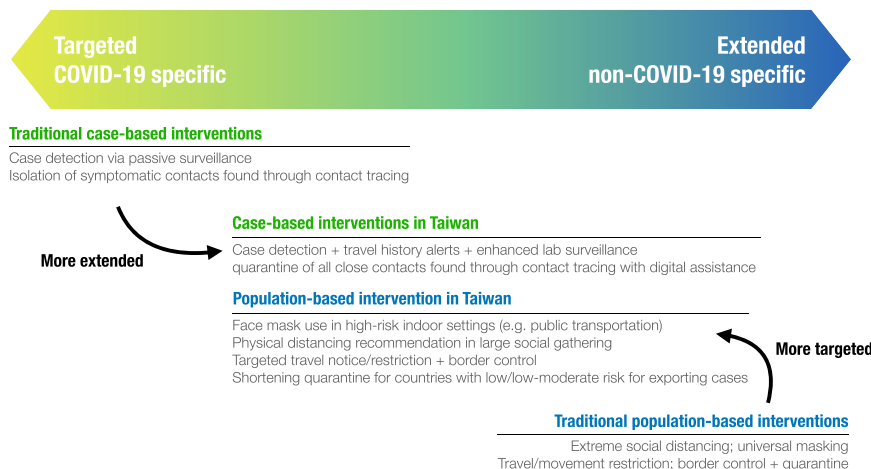 Targeted
COVID-19 specific
Extended
non-COVID-19 specific
Traditional case-based interventions
Case detection via passive surveillance
Isolation of symptomatic contacts found through contact tracing
More extended
Case-based interventions in Taiwan
Case detection + travel history alerts + enhanced lab surveillance
quarantine of all close contacts found through contact tracing with digital assistance
Population-based intervention in Taiwan
Face mask use in high-risk indoor settings (e.g. public transportation)
Physical distancing recommendation in large social gathering
Targeted travel notice/restriction + border control
Shortening quarantine for countries with low/low-moderate risk for exporting cases
More targeted
Traditional population-based interventions
Extreme social distancing; universal masking
Travel/movement restriction; border control + quarantine